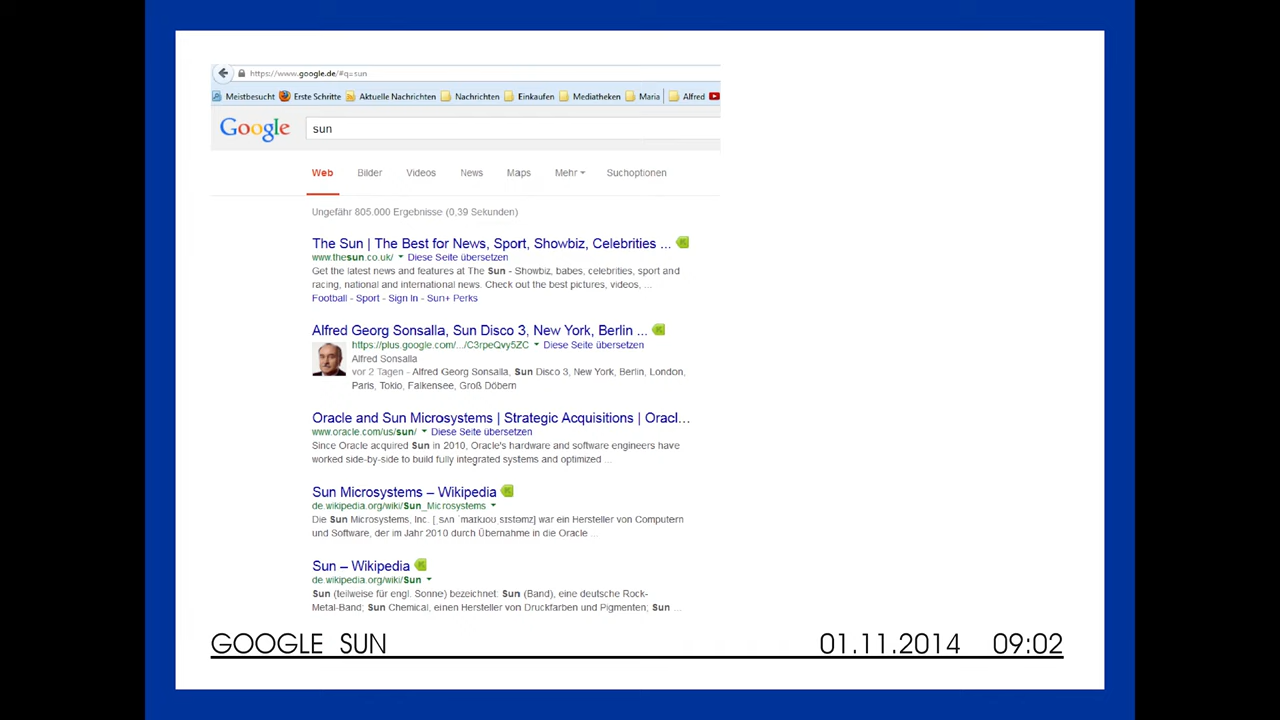 https://www.google.de/#q=sun
Meistbesucht Erste Schritte Aktuelle Nachrichten Nachrichten Einkaufen Mediatheken Maria Alfred
Google sun
Web Bilder Videos News Maps Mehr Suchoptionen
Ungefähr 805.000 Ergebnisse (0,39 Sekunden)
The Sun | The Best for News, Sport, Showbiz, Celebrities ...
www.thesun.co.uk/ Diese Seite übersetzen
Get the latest news and features at The Sun - Showbiz, babes, celebrities, sport and
racing, national and international news. Check out the best pictures, videos, ...
Football - Sport - Sign In - Sun+ Perks
Alfred Georg Sonsalla, Sun Disco 3, New York, Berlin ...
https://plus.google.com/.../C3rpeQvy5ZC Diese Seite übersetzen
Alfred Sonsalla
vor 2 Tagen - Alfred Georg Sonsalla, Sun Disco 3, New York, Berlin, London,
Paris, Tokio, Falkensee, Groß Döbern
Oracle and Sun Microsystems | Strategic Acquisitions | Oracl...
www.oracle.com/us/sun/ Diese Seite übersetzen
Since Oracle acquired Sun in 2010, Oracle's hardware and software engineers have
worked side-by-side to build fully integrated systems and optimized ...
Sun Microsystems – Wikipedia
de.wikipedia.org/wiki/Sun_Microsystems
Die Sun Microsystems, Inc. [ˌsʌn ˈmaɪkɹoʊ sɪstəmz] war ein Hersteller von Computern
und Software, der im Jahr 2010 durch Übernahme in die Oracle ...
Sun – Wikipedia
de.wikipedia.org/wiki/Sun
Sun (teilweise für engl. Sonne) bezeichnet: Sun (Band), eine deutsche Rock-
Metal-Band; Sun Chemical, einen Hersteller von Druckfarben und Pigmenten; Sun ...
GOOGLE SUN 01.11.2014 09:02